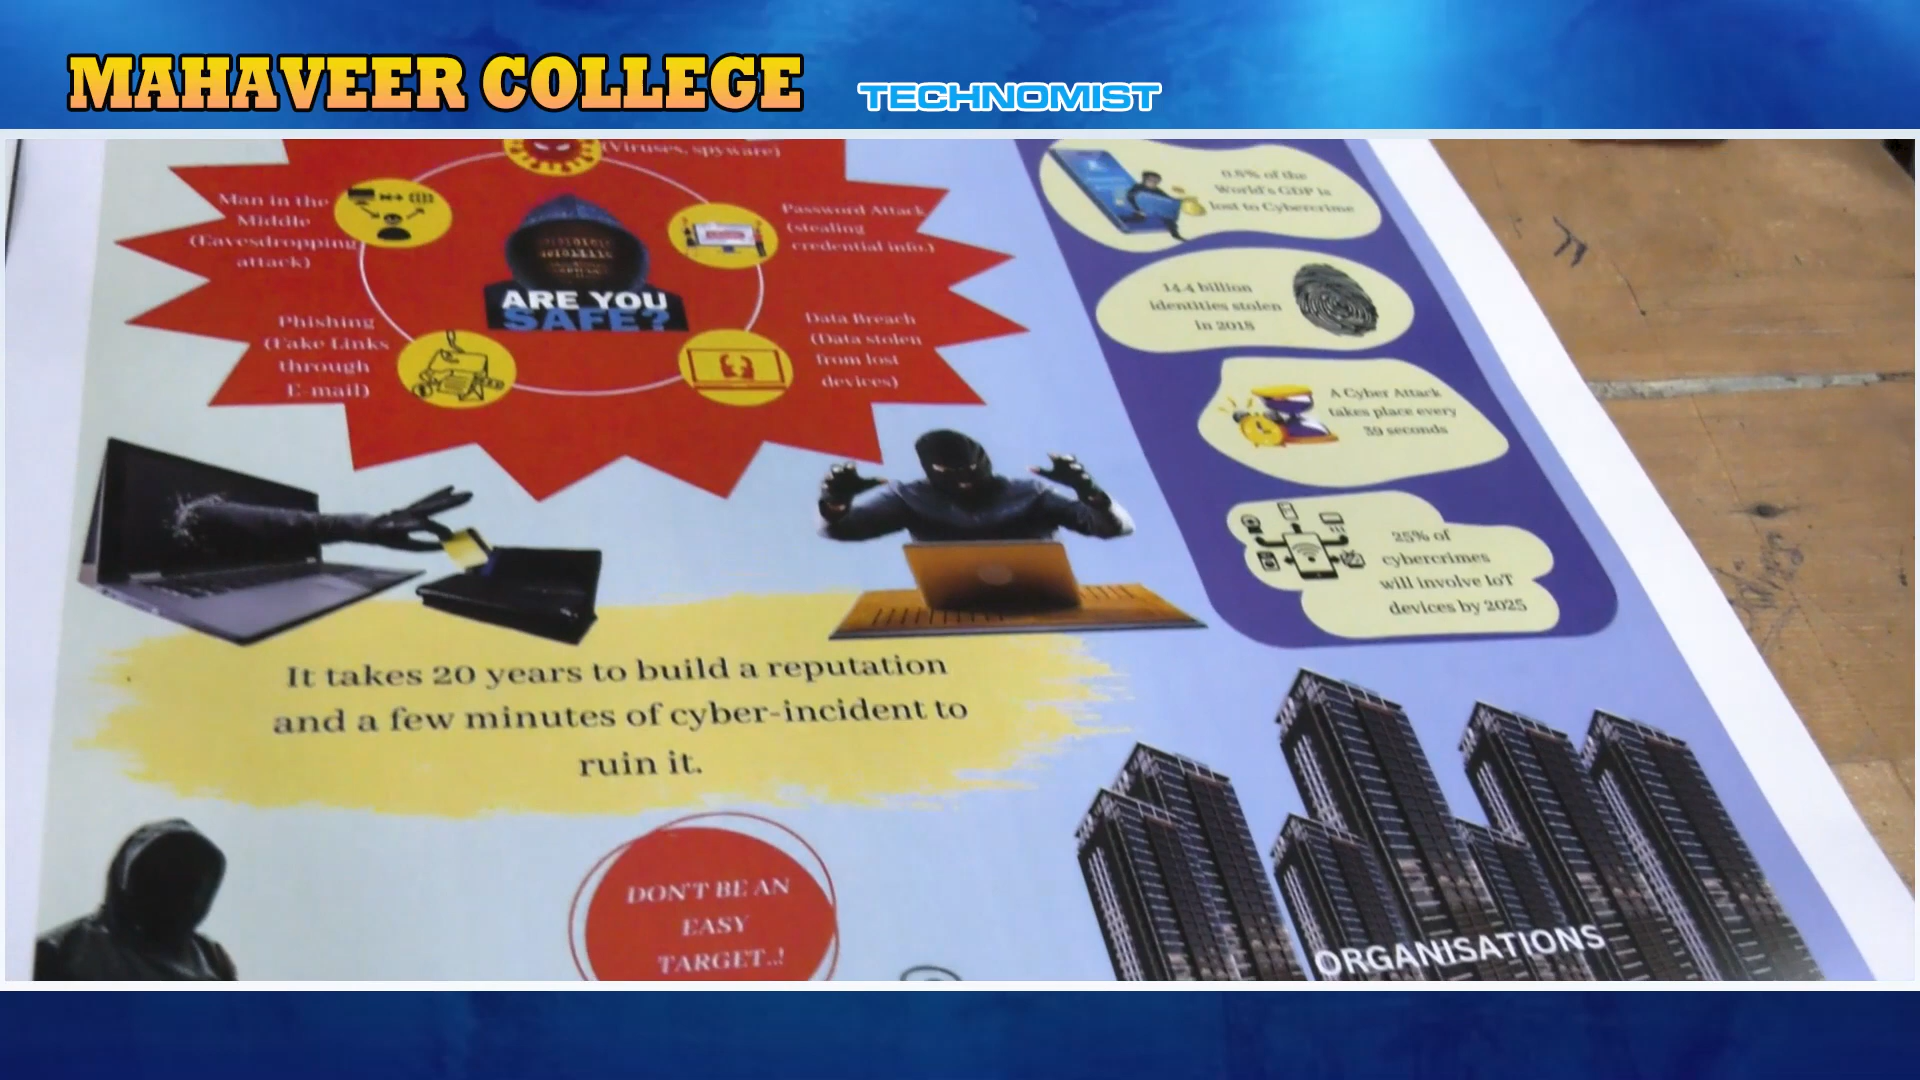 MAHAVEER COLLEGE
TECHNOMIST
(Viruses, spyware)
Man in the
Middle
(Eavesdropping
attack)
Password Attack
(stealing
credential info.)
ARE YOU
SAFE?
Phishing
(Fake Links
through
E-mail)
Data Breach
(Data stolen
from lost
devices)
0.8% of the
World's GDP is
lost to Cybercrime
14.4 billion
identities stolen
in 2018
A Cyber Attack
takes place every
39 seconds
25% of
cybercrimes
will involve IoT
devices by 2025
It takes 20 years to build a reputation
and a few minutes of cyber-incident to
ruin it.
DON'T BE AN
EASY
TARGET..!
ORGANISATIONS